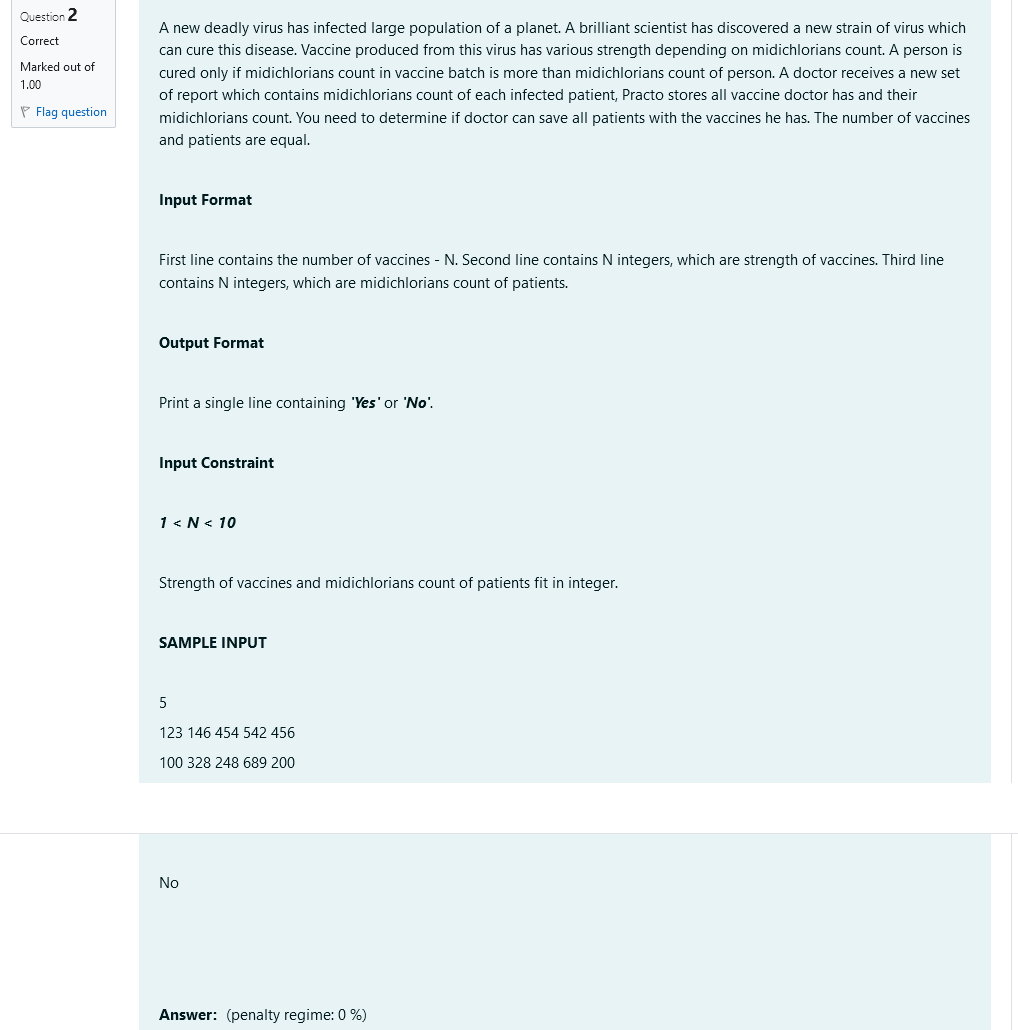 Question 2
Correct
Marked out of
1.00
Flag question
A new deadly virus has infected large population of a planet. A brilliant scientist has discovered a new strain of virus which
can cure this disease. Vaccine produced from this virus has various strength depending on midichlorians count. A person is
cured only if midichlorians count in vaccine batch is more than midichlorians count of person. A doctor receives a new set
of report which contains midichlorians count of each infected patient, Practo stores all vaccine doctor has and their
midichlorians count. You need to determine if doctor can save all patients with the vaccines he has. The number of vaccines
and patients are equal.
Input Format
First line contains the number of vaccines - N. Second line contains N integers, which are strength of vaccines. Third line
contains N integers, which are midichlorians count of patients.
Output Format
Print a single line containing 'Yes' or 'No'.
Input Constraint
1 < N < 10
Strength of vaccines and midichlorians count of patients fit in integer.
SAMPLE INPUT
5
123 146 454 542 456
100 328 248 689 200
No
Answer: (penalty regime: 0 %)